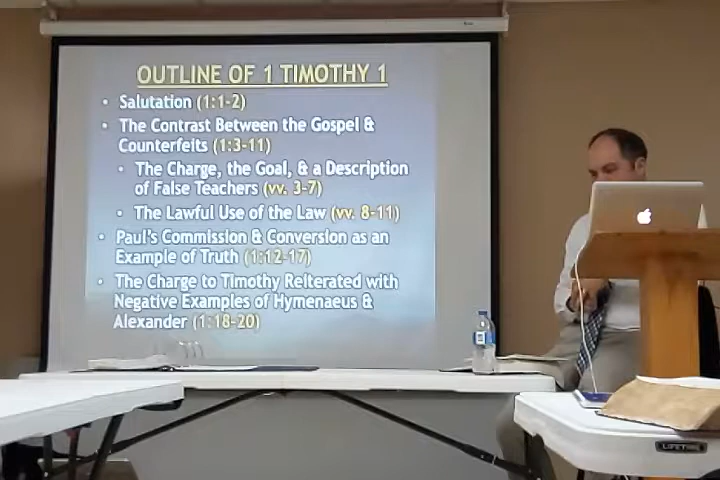 OUTLINE OF 1 TIMOTHY 1
• Salutation (1:1-2)
• The Contrast Between the Gospel &
Counterfeits (1:3-11)
• The Charge, the Goal, & a Description
of False Teachers (vv. 3-7)
• The Lawful Use of the Law (vv. 8-11)
• Paul's Commission & Conversion as an
Example of Truth (1:12-17)
• The Charge to Timothy Reiterated with
Negative Examples of Hymenaeus &
Alexander (1:18-20)
LIFETIME